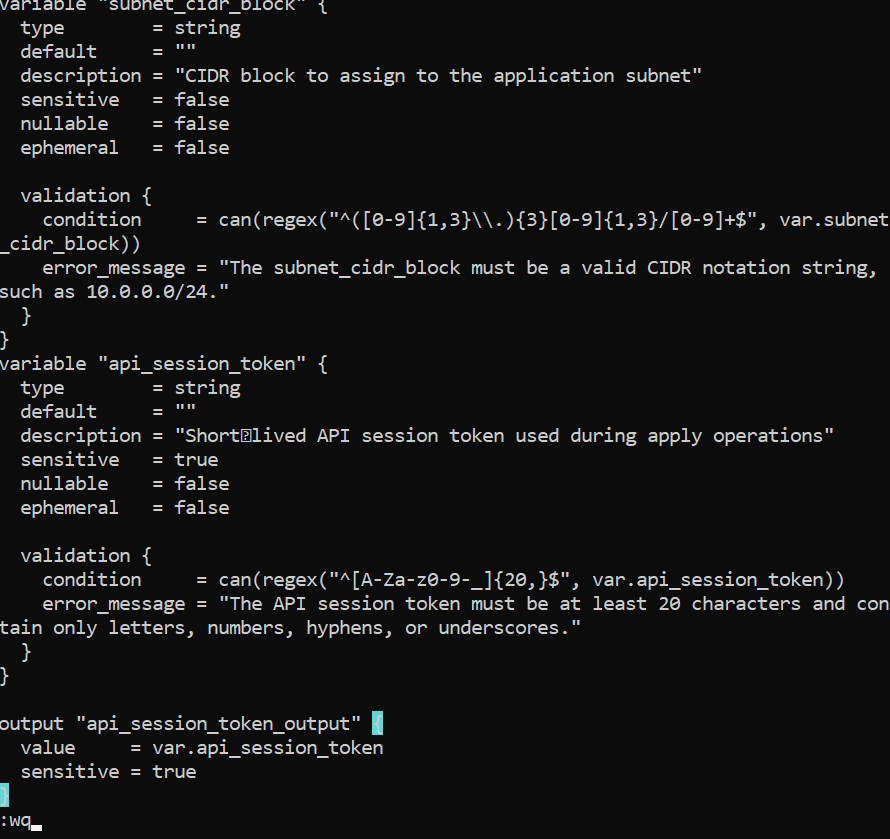 variable "subnet_cidr_block" {
  type        = string
  default     = ""
  description = "CIDR block to assign to the application subnet"
  sensitive   = false
  nullable    = false
  ephemeral   = false

  validation {
    condition     = can(regex("^([0-9]{1,3}\\.){3}[0-9]{1,3}/[0-9]+$", var.subnet
_cidr_block))
    error_message = "The subnet_cidr_block must be a valid CIDR notation string,
such as 10.0.0.0/24."
  }
}
variable "api_session_token" {
  type        = string
  default     = ""
  description = "Short�lived API session token used during apply operations"
  sensitive   = true
  nullable    = false
  ephemeral   = false

  validation {
    condition     = can(regex("^[A-Za-z0-9-_]{20,}$", var.api_session_token))
    error_message = "The API session token must be at least 20 characters and con
tain only letters, numbers, hyphens, or underscores."
  }
}

output "api_session_token_output" {
  value     = var.api_session_token
  sensitive = true
}
:wq